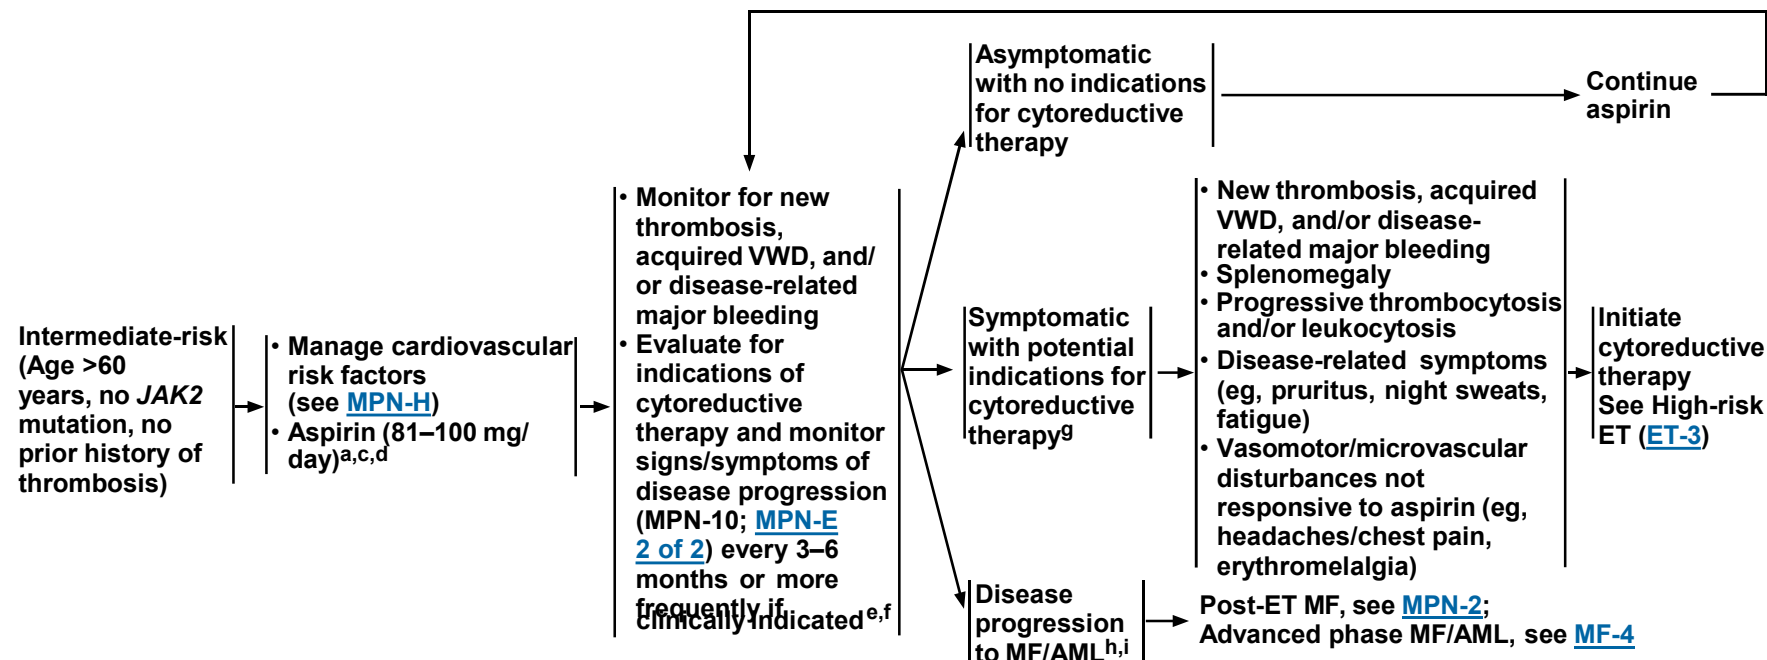 Intermediate-risk
(Age >60
years, no JAK2
mutation, no
prior history of
thrombosis)
• Manage cardiovascular
risk factors
(see MPN-H)
• Aspirin (81–100 mg/
day)a,c,d
• Monitor for new
thrombosis,
acquired VWD, and/
or disease-related
major bleeding
• Evaluate for
indications of
cytoreductive
therapy and monitor
signs/symptoms of
disease progression
(MPN-10; MPN-E
2 of 2) every 3–6
months or more
frequently if
clinically indicatede,f
Asymptomatic
with no indications
for cytoreductive
therapy
Continue
aspirin
Symptomatic
with potential
indications for
cytoreductive
therapyg
• New thrombosis, acquired
VWD, and/or disease-
related major bleeding
• Splenomegaly
• Progressive thrombocytosis
and/or leukocytosis
• Disease-related symptoms
(eg, pruritus, night sweats,
fatigue)
• Vasomotor/microvascular
disturbances not
responsive to aspirin (eg,
headaches/chest pain,
erythromelalgia)
Initiate
cytoreductive
therapy
See High-risk
ET (ET-3)
Disease
progression
to MF/AMLh,i
Post-ET MF, see MPN-2;
Advanced phase MF/AML, see MF-4